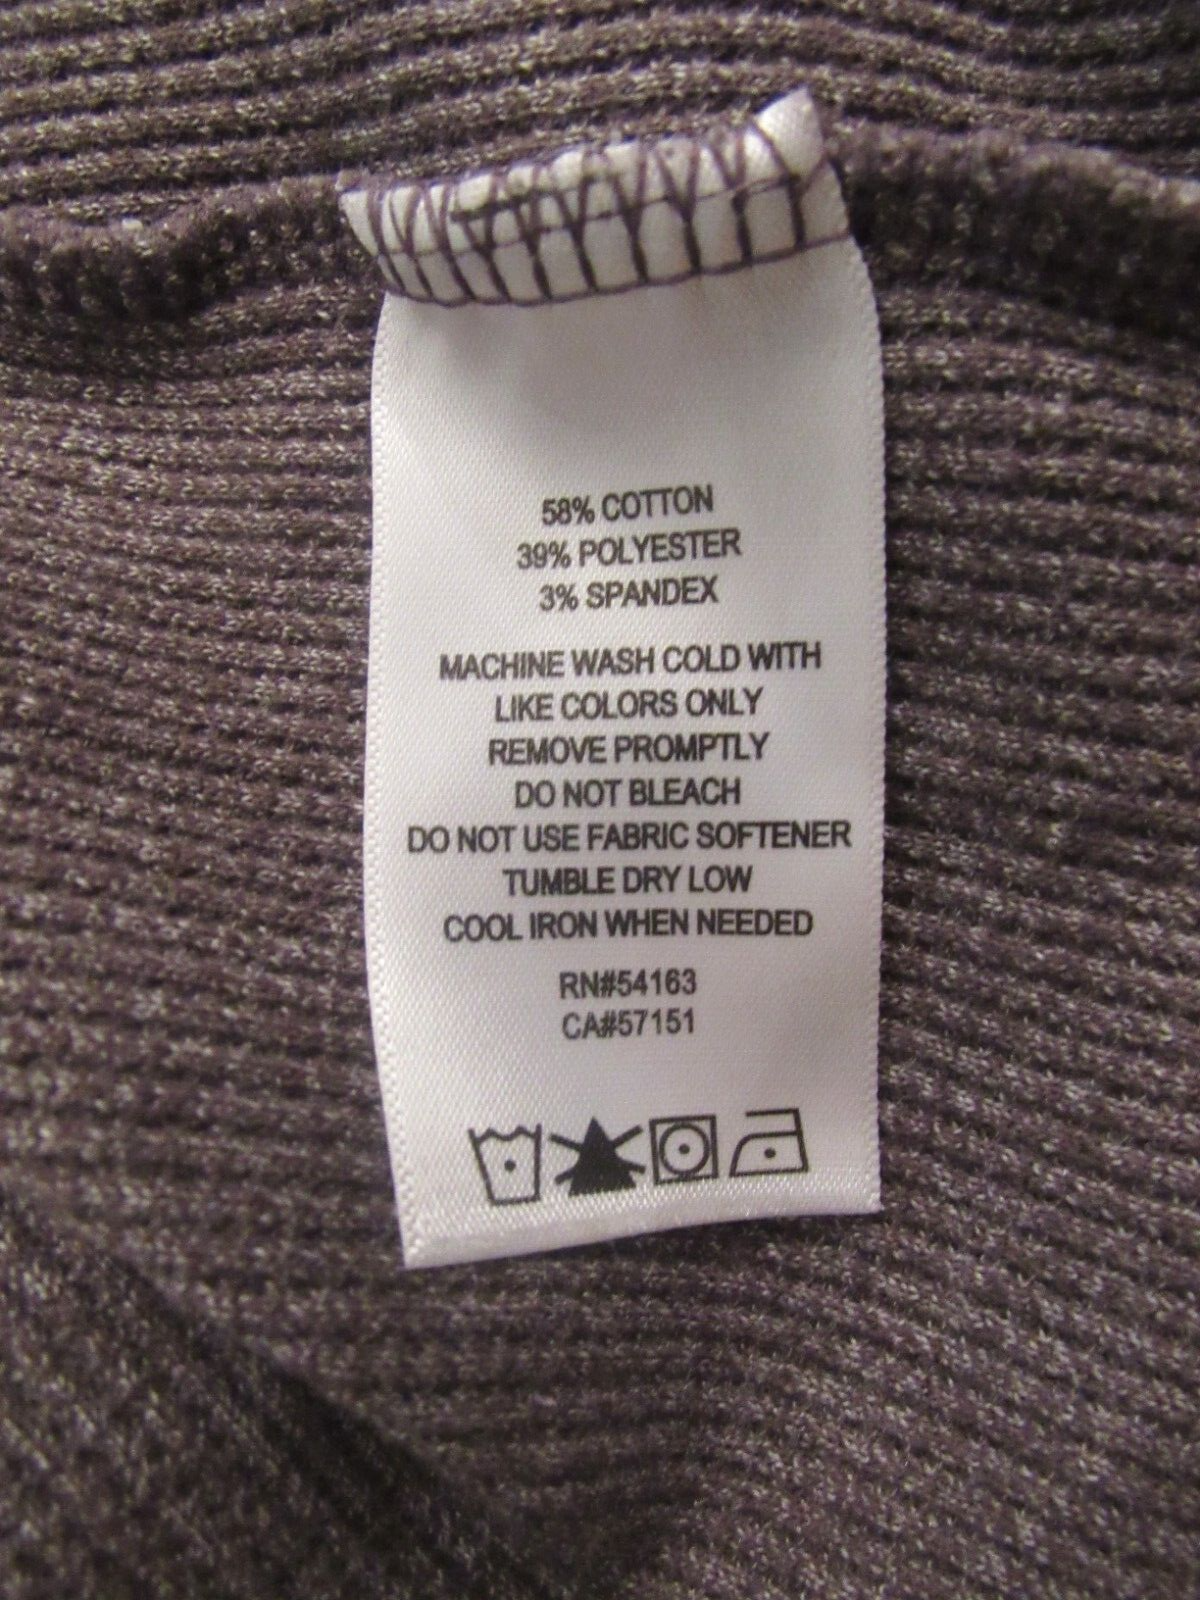 58% COTTON
39% POLYESTER
3% SPANDEX
MACHINE WASH COLD WITH
LIKE COLORS ONLY
REMOVE PROMPTLY
DO NOT BLEACH
DO NOT USE FABRIC SOFTENER
TUMBLE DRY LOW
COOL IRON WHEN NEEDED
RN#54163
CA#57151